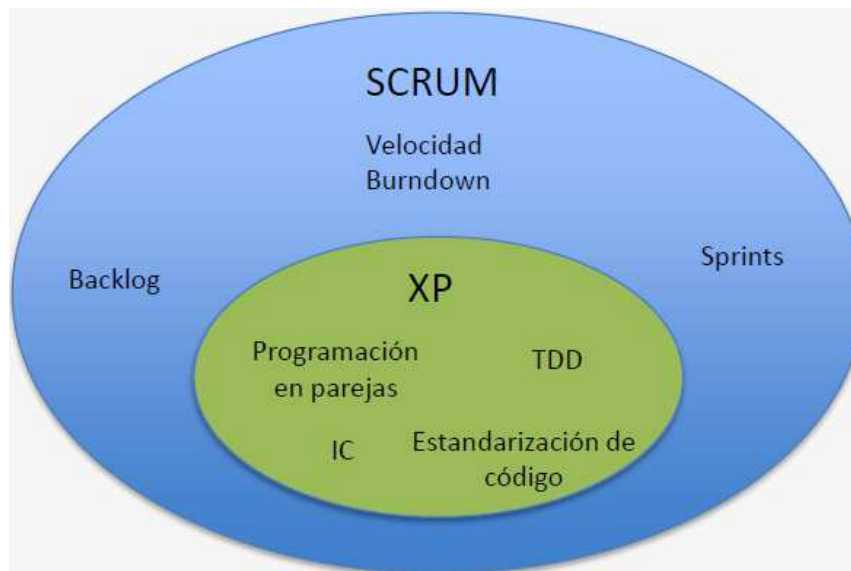 SCRUM
Velocidad
Burndown
Backlog
Sprints
XP
Programación
en parejas
TDD
IC
Estandarización de
código